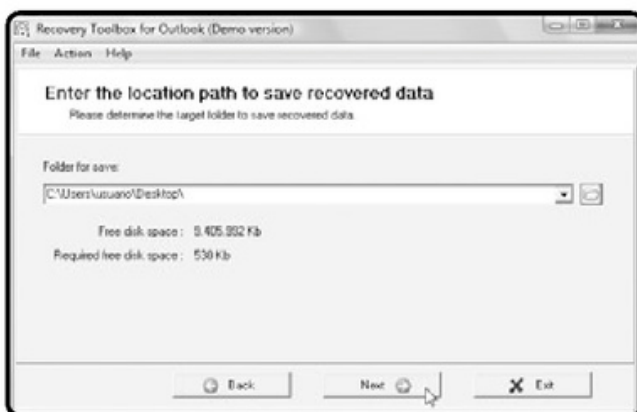 Recovery Toolbox for Outlook (Demo version)
File Action Help
Enter the location path to save recovered data
Please determine the target folder to save recovered data
Folder for save:
C:\Users\usuario\Desktop\
Free disk space : 9.405.992 Kb
Required free disk space : 530 Kb
Back Next Exit